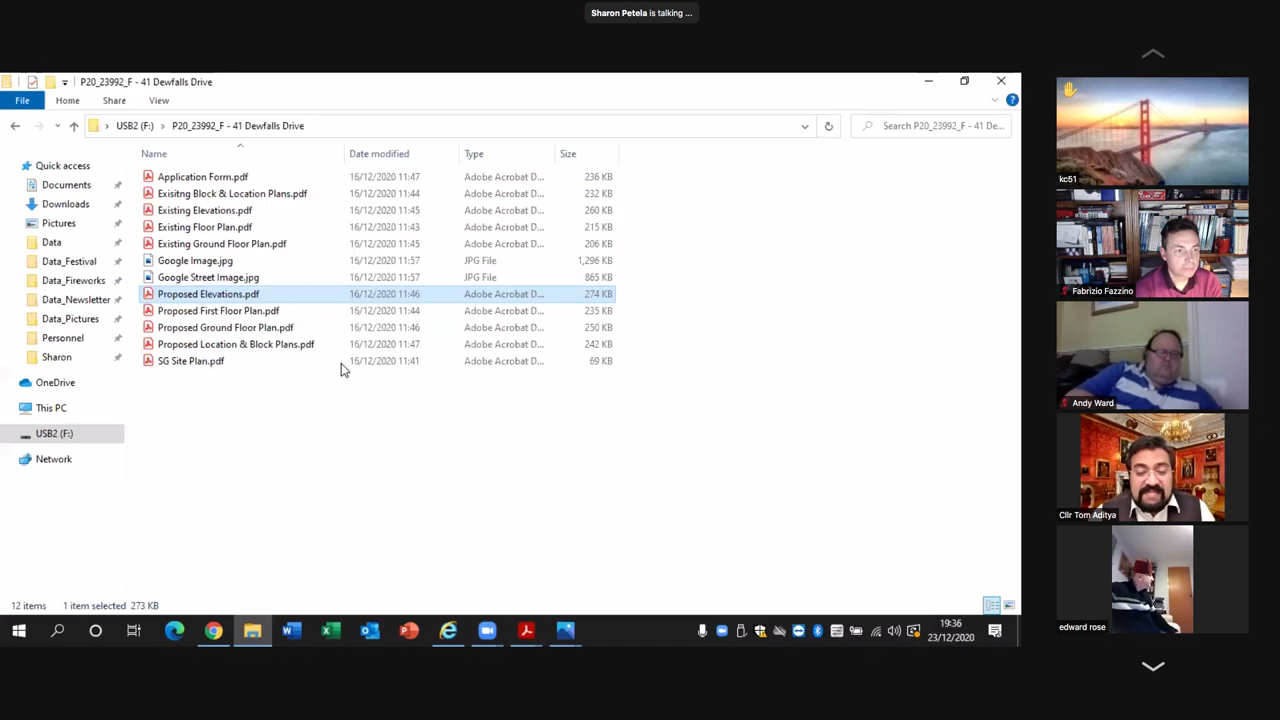 Sharon Petela is talking ...
P20_23992_F - 41 Dewfalls Drive
File Home Share View
USB2 (F:) P20_23992_F - 41 Dewfalls Drive
Search P20_23992_F - 41 De...
Name Date modified Type Size
Quick access
Documents
Downloads
Pictures
Data
Data_Festival
Data_Fireworks
Data_Newsletter
Data_Pictures
Personnel
Sharon
OneDrive
This PC
USB2 (F:)
Network
Application Form.pdf 16/12/2020 11:47 Adobe Acrobat D... 236 KB
Exisitng Block & Location Plans.pdf 16/12/2020 11:44 Adobe Acrobat D... 232 KB
Existing Elevations.pdf 16/12/2020 11:45 Adobe Acrobat D... 260 KB
Existing Floor Plan.pdf 16/12/2020 11:43 Adobe Acrobat D... 215 KB
Existing Ground Floor Plan.pdf 16/12/2020 11:45 Adobe Acrobat D... 206 KB
Google Image.jpg 16/12/2020 11:57 JPG File 1,296 KB
Google Street Image.jpg 16/12/2020 11:57 JPG File 865 KB
Proposed Elevations.pdf 16/12/2020 11:46 Adobe Acrobat D... 274 KB
Proposed First Floor Plan.pdf 16/12/2020 11:44 Adobe Acrobat D... 235 KB
Proposed Ground Floor Plan.pdf 16/12/2020 11:46 Adobe Acrobat D... 250 KB
Proposed Location & Block Plans.pdf 16/12/2020 11:47 Adobe Acrobat D... 242 KB
SG Site Plan.pdf 16/12/2020 11:41 Adobe Acrobat D... 69 KB
12 items 1 item selected 273 KB
19:36
23/12/2020
kc51
Fabrizio Fazzino
Andy Ward
Cllr Tom Aditya
edward rose